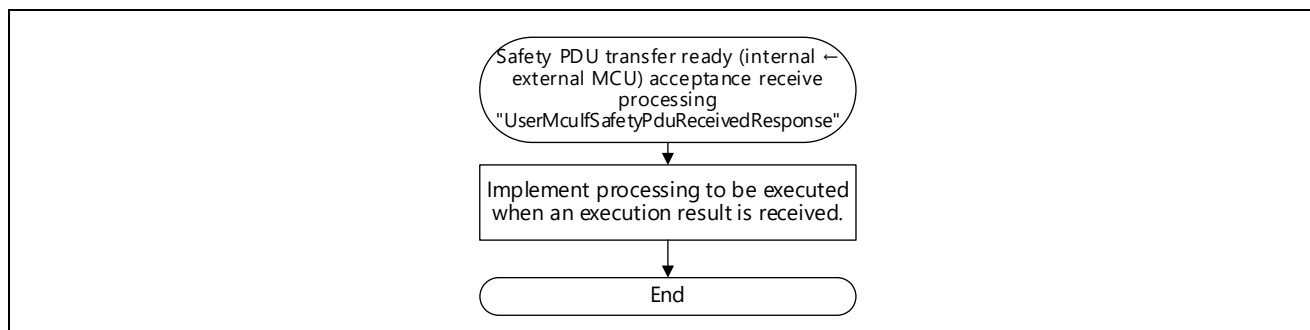 Safety PDU transfer ready (internal ←
external MCU) acceptance receive
processing
"UserMcuIfSafetyPduReceivedResponse"
Implement processing to be executed
when an execution result is received.
End